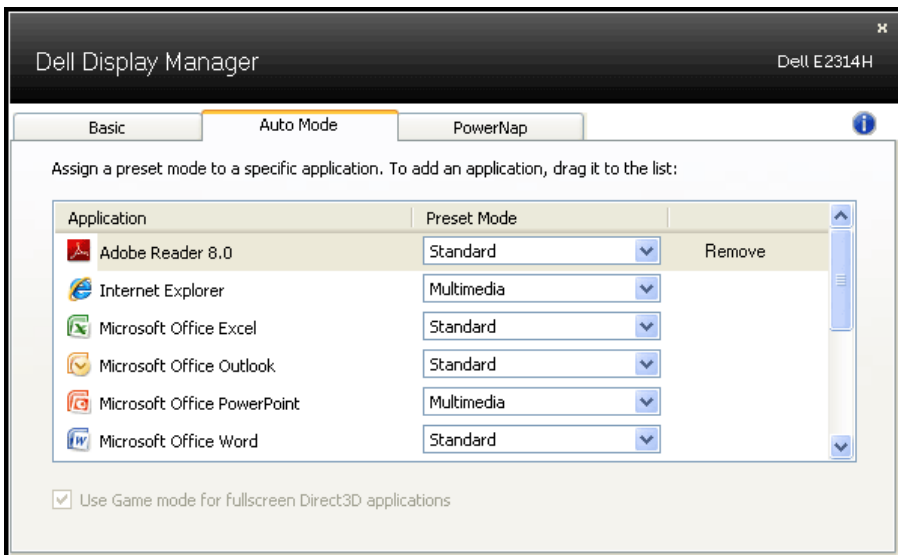 Dell Display Manager
Dell E2314H
Basic
Auto Mode
PowerNap
Assign a preset mode to a specific application. To add an application, drag it to the list:
Application Preset Mode
Adobe Reader 8.0 Standard Remove
Internet Explorer Multimedia
Microsoft Office Excel Standard
Microsoft Office Outlook Standard
Microsoft Office PowerPoint Multimedia
Microsoft Office Word Standard
Use Game mode for fullscreen Direct3D applications